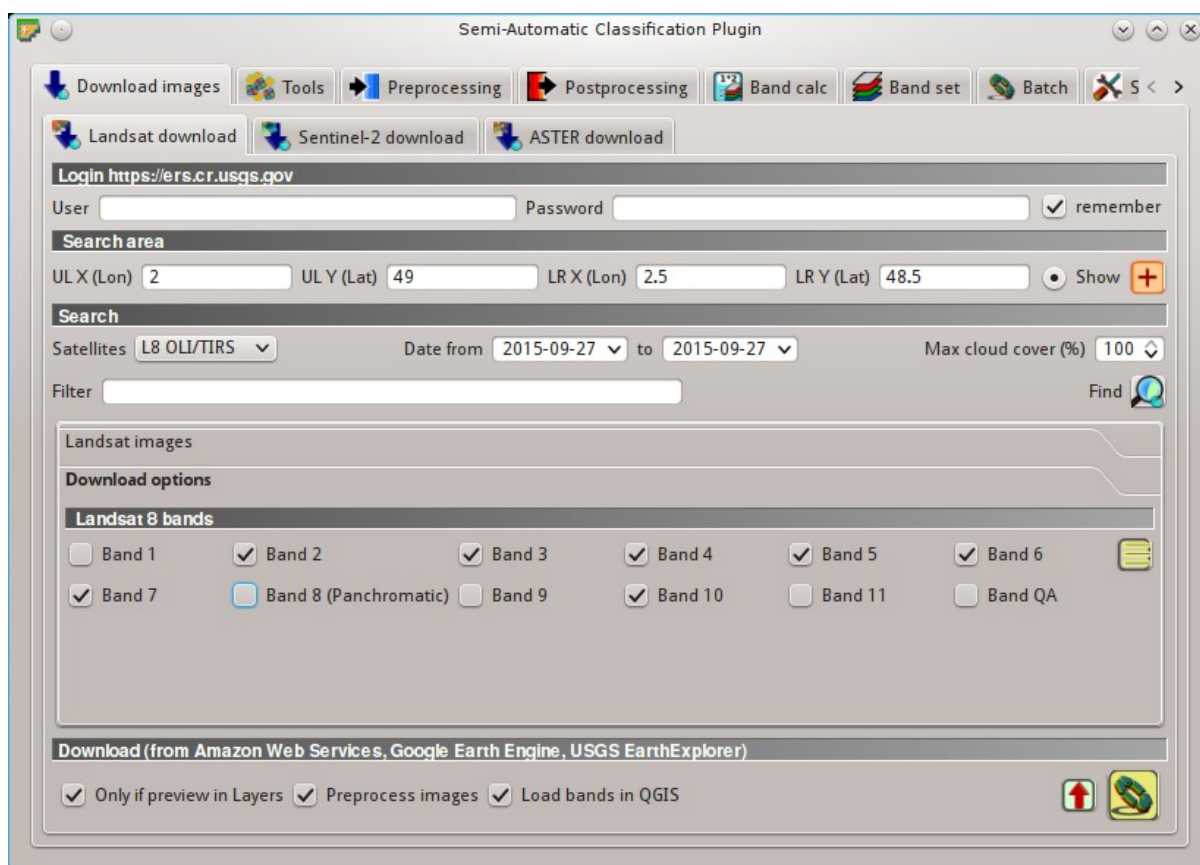 Semi-Automatic Classification Plugin
Download images Tools Preprocessing Postprocessing Band calc Band set Batch S
Landsat download Sentinel-2 download ASTER download
Login https://ers.cr.usgs.gov
User Password remember
Search area
UL X (Lon) 2 UL Y (Lat) 49 LR X (Lon) 2.5 LR Y (Lat) 48.5 Show
Search
Satellites L8 OLI/TIRS Date from 2015-09-27 to 2015-09-27 Max cloud cover (%) 100
Filter Find
Landsat images
Download options
Landsat 8 bands
Band 1 Band 2 Band 3 Band 4 Band 5 Band 6
Band 7 Band 8 (Panchromatic) Band 9 Band 10 Band 11 Band QA
Download (from Amazon Web Services, Google Earth Engine, USGS EarthExplorer)
Only if preview in Layers Preprocess images Load bands in QGIS